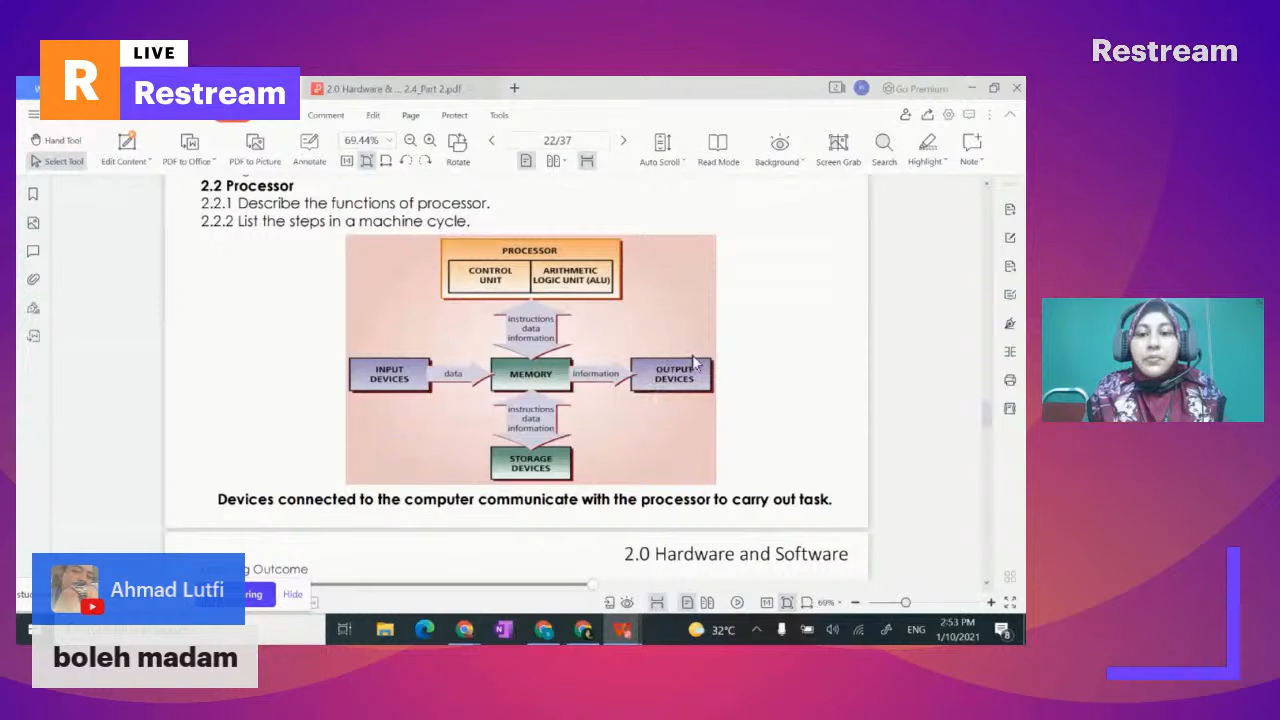 R
LIVE
Restream
Restream
2.0 Hardware & ... 2.4_Part 2.pdf
Go Premium
Comment Edit Page Protect Tools
Hand Tool
Select Tool
Edit Content
PDF to Office
PDF to Picture
Annotate
69.44%
Rotate
22/37
Auto Scroll
Read Mode
Background
Screen Grab
Search
Highlight
Note
2.2 Processor
2.2.1 Describe the functions of processor.
2.2.2 List the steps in a machine cycle.
PROCESSOR
CONTROL
UNIT
ARITHMETIC
LOGIC UNIT (ALU)
instructions
data
information
INPUT
DEVICES
data
MEMORY
information
OUTPUT
DEVICES
instructions
data
information
STORAGE
DEVICES
Devices connected to the computer communicate with the processor to carry out task.
2.0 Hardware and Software
Outcome
Hide
Ahmad Lutfi
boleh madam
69%
32°C
ENG
2:53 PM
1/10/2021
8